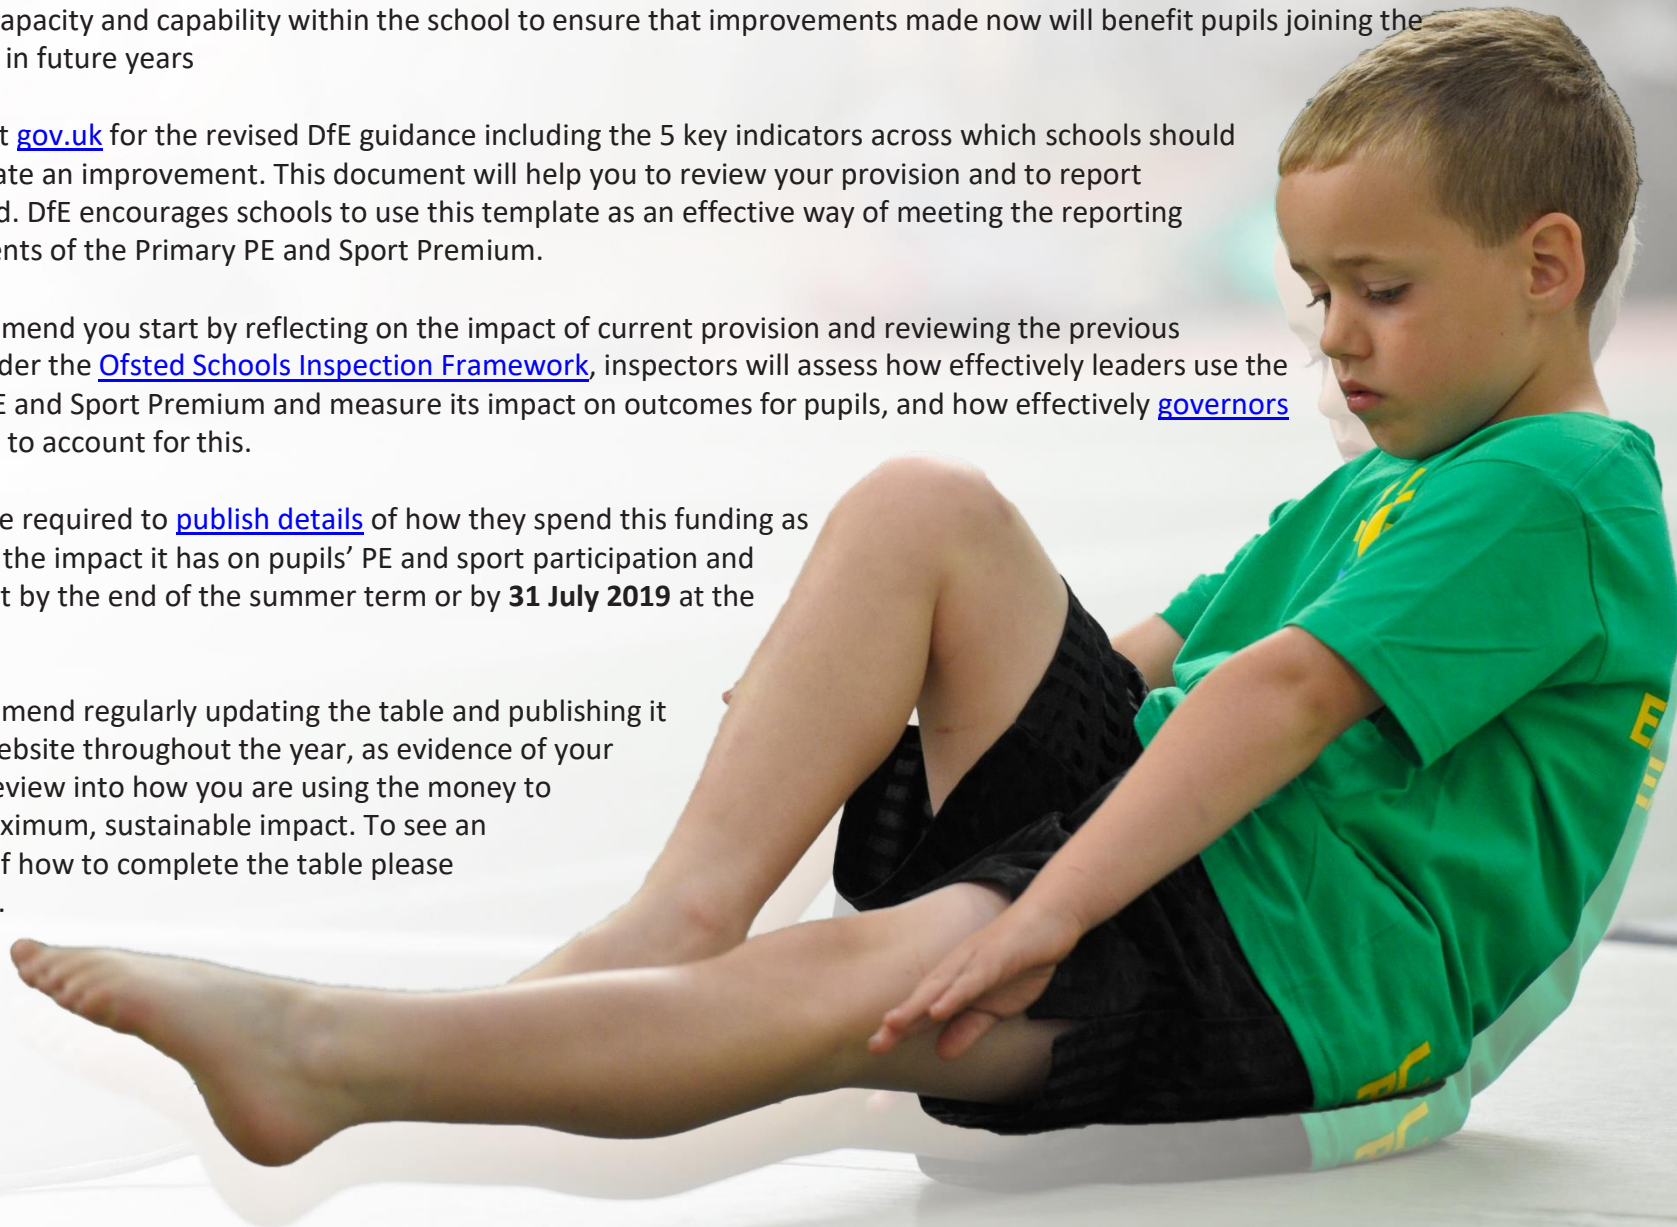 apacity and capability within the school to ensure that improvements made now will benefit pupils joining the
in future years
t gov.uk for the revised DfE guidance including the 5 key indicators across which schools should
ate an improvement. This document will help you to review your provision and to report
d. DfE encourages schools to use this template as an effective way of meeting the reporting
ents of the Primary PE and Sport Premium.
mend you start by reflecting on the impact of current provision and reviewing the previous
der the Ofsted Schools Inspection Framework, inspectors will assess how effectively leaders use the
E and Sport Premium and measure its impact on outcomes for pupils, and how effectively governors
to account for this.
e required to publish details of how they spend this funding as
the impact it has on pupils’ PE and sport participation and
t by the end of the summer term or by 31 July 2019 at the
mend regularly updating the table and publishing it
ebsite throughout the year, as evidence of your
eview into how you are using the money to
ximum, sustainable impact. To see an
f how to complete the table please
.